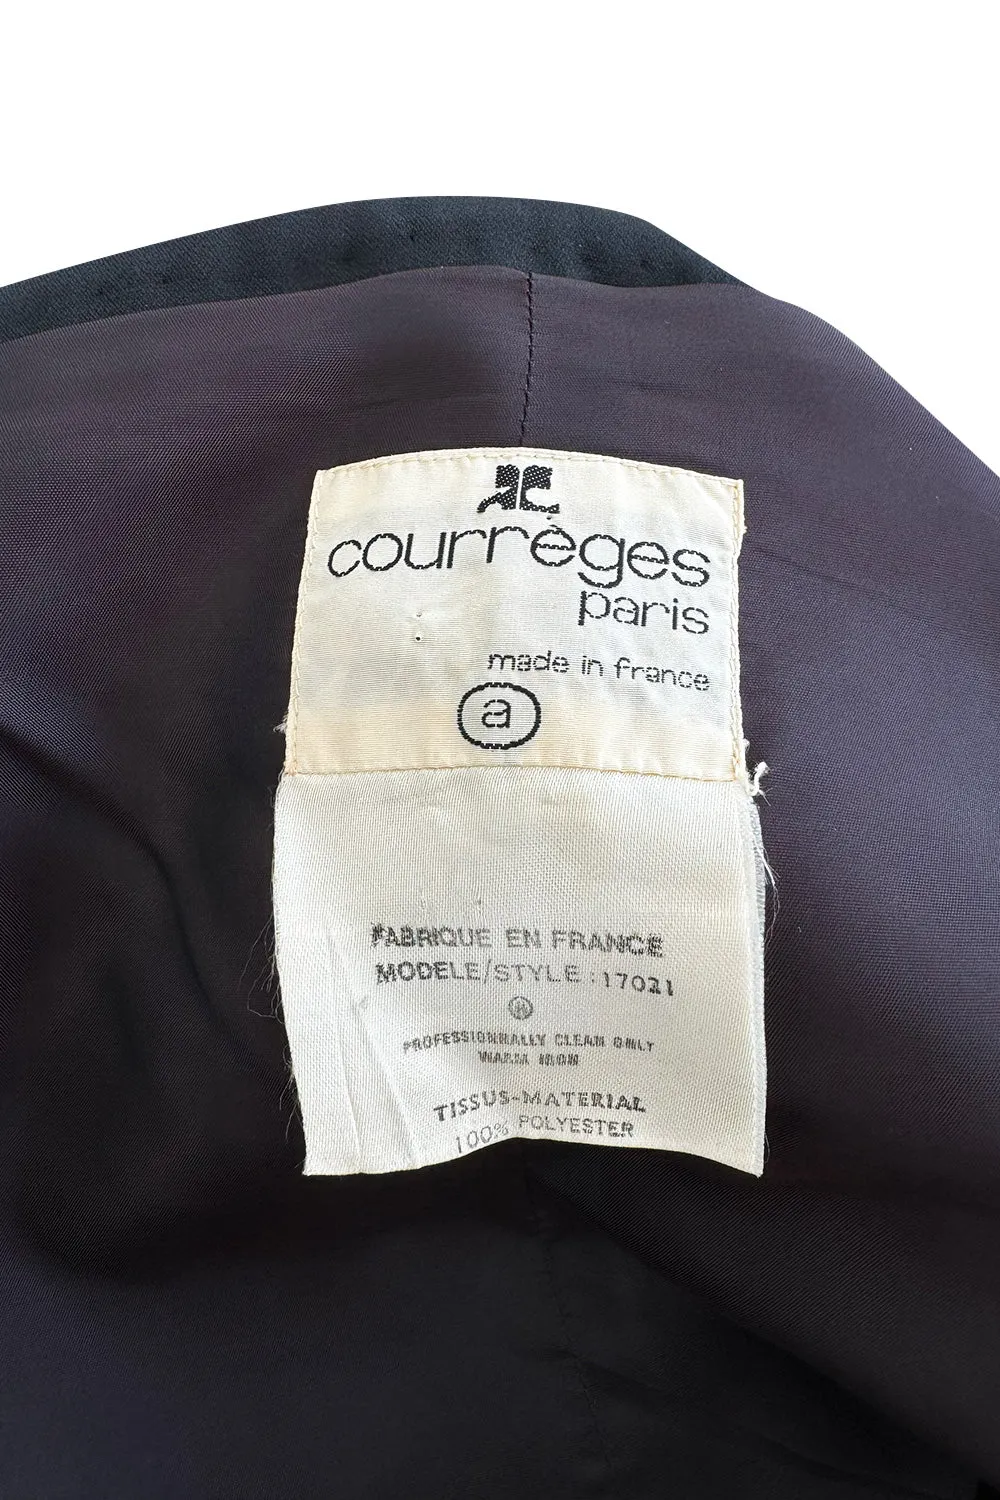 courrèges
paris
made in france
a
FABRIQUE EN FRANCE
MODELE/STYLE : 17021
PROFESSIONNALLY CLEAN ONLY
WARM IRON
TISSUS-MATERIAL
100% POLYESTER